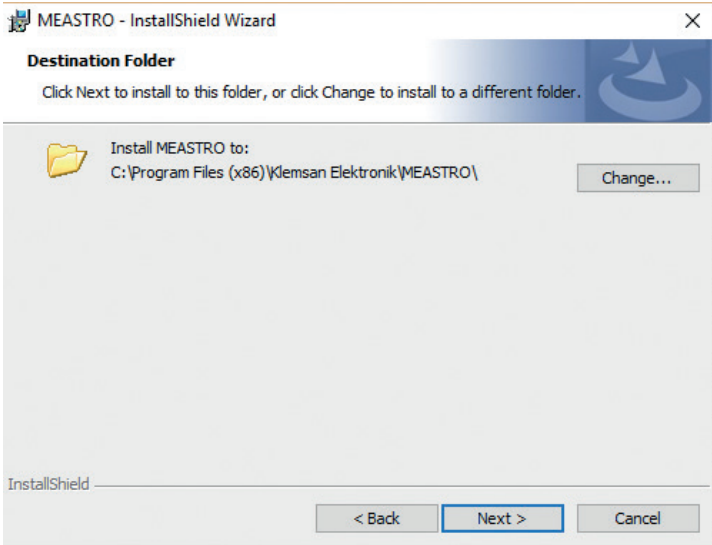 MEASTRO - InstallShield Wizard
Destination Folder
Click Next to install to this folder, or click Change to install to a different folder.
Install MEASTRO to:
C:\Program Files (x86)\Klemsan Elektronik\MEASTRO\
Change...
InstallShield
< Back
Next >
Cancel